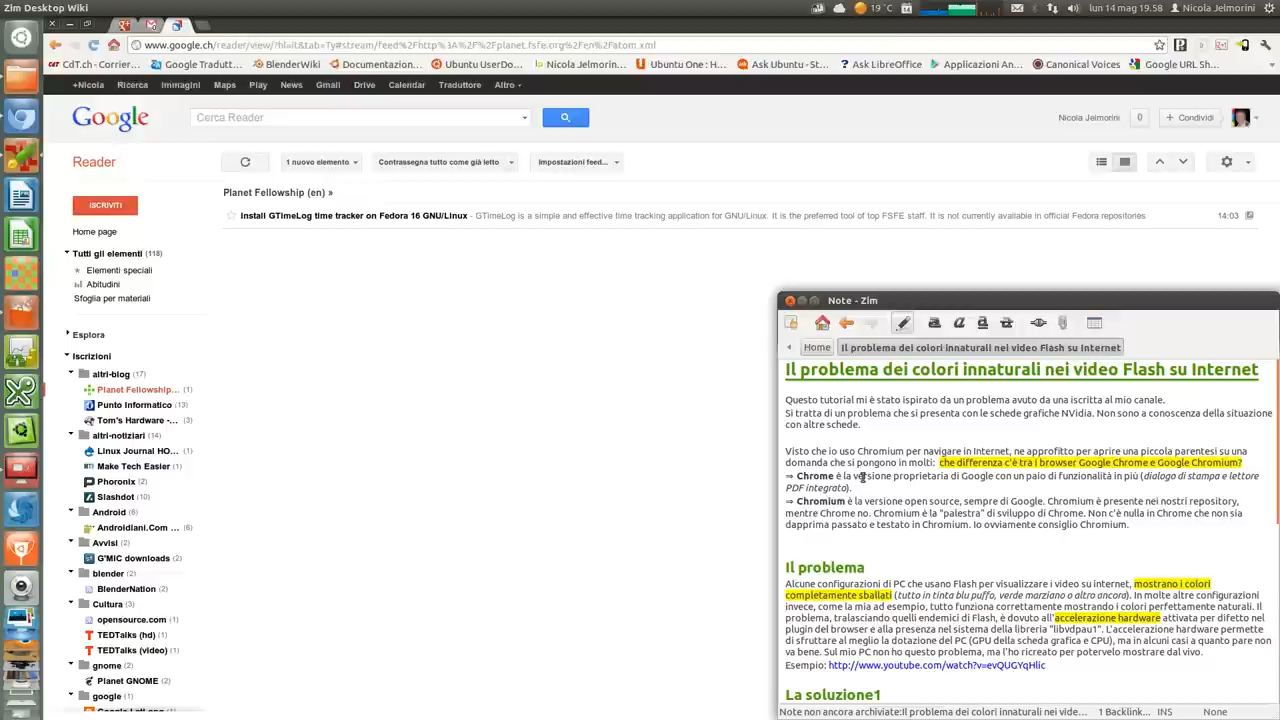 Zim Desktop Wiki
19 °C
lun 14 mag 19.58
Nicola Jelmorini
www.google.ch/reader/view/?hl=it&tab=Ty#stream/feed%2Fhttp%3A%2F%2Fplanet.fsfe.org%2Fen%2Fatom.xml
CdT.ch - Corrier...
Google Tradutt...
BlenderWiki
Documentazion...
Ubuntu UserDo...
Nicola Jelmorin...
Ubuntu One : H...
Ask Ubuntu - St...
Ask LibreOffice
Applicazioni An...
Canonical Voices
Google URL Sh...
+Nicola Ricerca Immagini Maps Play News Gmail Drive Calendar Traduttore Altro
Google
Cerca Reader
Nicola Jelmorini
0
+ Condividi
Reader
1 nuovo elemento
Contrassegna tutto come già letto
Impostazioni feed...
Planet Fellowship (en) »
ISCRIVITI
Install GTimeLog time tracker on Fedora 16 GNU/Linux - GTimeLog is a simple and effective time tracking application for GNU/Linux. It is the preferred tool of top FSFE staff. It is not currently available in official Fedora repositories
14:03
Home page
Tutti gli elementi (118)
Elementi speciali
Abitudini
Sfoglia per materiali
Esplora
Iscrizioni
altri-blog (17)
Planet Fellowship... (1)
Punto Informatico (13)
Tom's Hardware -... (3)
altri-notiziari (14)
Linux Journal HO... (1)
Make Tech Easier (1)
Phoronix (2)
Slashdot (10)
Android (6)
Androidiani.Com ... (6)
Avvisi (2)
G'MIC downloads (2)
blender (2)
BlenderNation (2)
Cultura (3)
opensource.com (1)
TEDTalks (hd) (1)
TEDTalks (video) (1)
gnome (2)
Planet GNOME (2)
google (1)
Note - Zim
Home
Il problema dei colori innaturali nei video Flash su Internet
Il problema dei colori innaturali nei video Flash su Internet
Questo tutorial mi è stato ispirato da un problema avuto da una iscritta al mio canale.
Si tratta di un problema che si presenta con le schede grafiche NVidia. Non sono a conoscenza della situazione
con altre schede.
Visto che io uso Chromium per navigare in Internet, ne approfitto per aprire una piccola parentesi su una
domanda che si pongono in molti: che differenza c'è tra i browser Google Chrome e Google Chromium?
⇒ Chrome è la versione proprietaria di Google con un paio di funzionalità in più (dialogo di stampa e lettore
PDF integrato).
⇒ Chromium è la versione open source, sempre di Google. Chromium è presente nei nostri repository,
mentre Chrome no. Chromium è la "palestra" di sviluppo di Chrome. Non c'è nulla in Chrome che non sia
dapprima passato e testato in Chromium. Io ovviamente consiglio Chromium.
Il problema
Alcune configurazioni di PC che usano Flash per visualizzare i video su internet, mostrano i colori
completamente sballati (tutto in tinta blu puffo, verde marziano o altro ancora). In molte altre configurazioni
invece, come la mia ad esempio, tutto funziona correttamente mostrando i colori perfettamente naturali. Il
problema, tralasciando quelli endemici di Flash, è dovuto all'accelerazione hardware attivata per difetto nel
plugin del browser e alla presenza nel sistema della libreria "libvdpau1". L'accelerazione hardware permette
di sfruttare al meglio la dotazione del PC (GPU della scheda grafica e CPU), ma in alcuni casi a quanto pare non
va bene. Sul mio PC non ho questo problema, ma l'ho ricreato per potervelo mostrare dal vivo.
Esempio: http://www.youtube.com/watch?v=evQUGYqHlic
La soluzione1
Note non ancora archiviate:Il problema dei colori innaturali nei vide...
1 Backlink...
INS
None